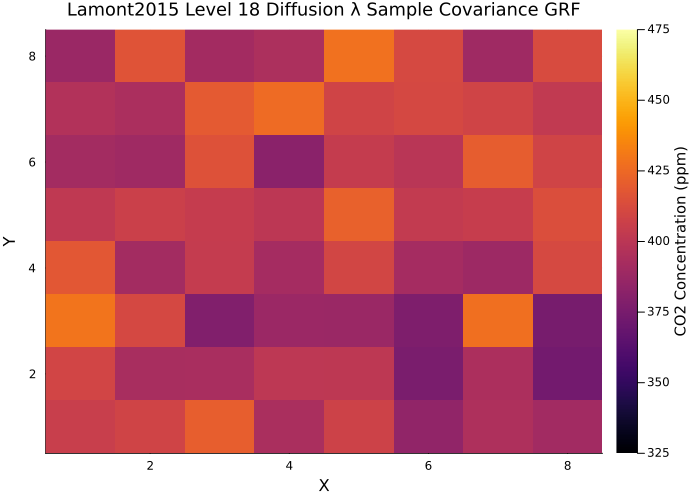 Lamont2015 Level 18 Diffusion λ Sample Covariance GRF
8
6
4
2
Y
2 4 6 8
X
475
450
425
400
375
350
325
CO2 Concentration (ppm)